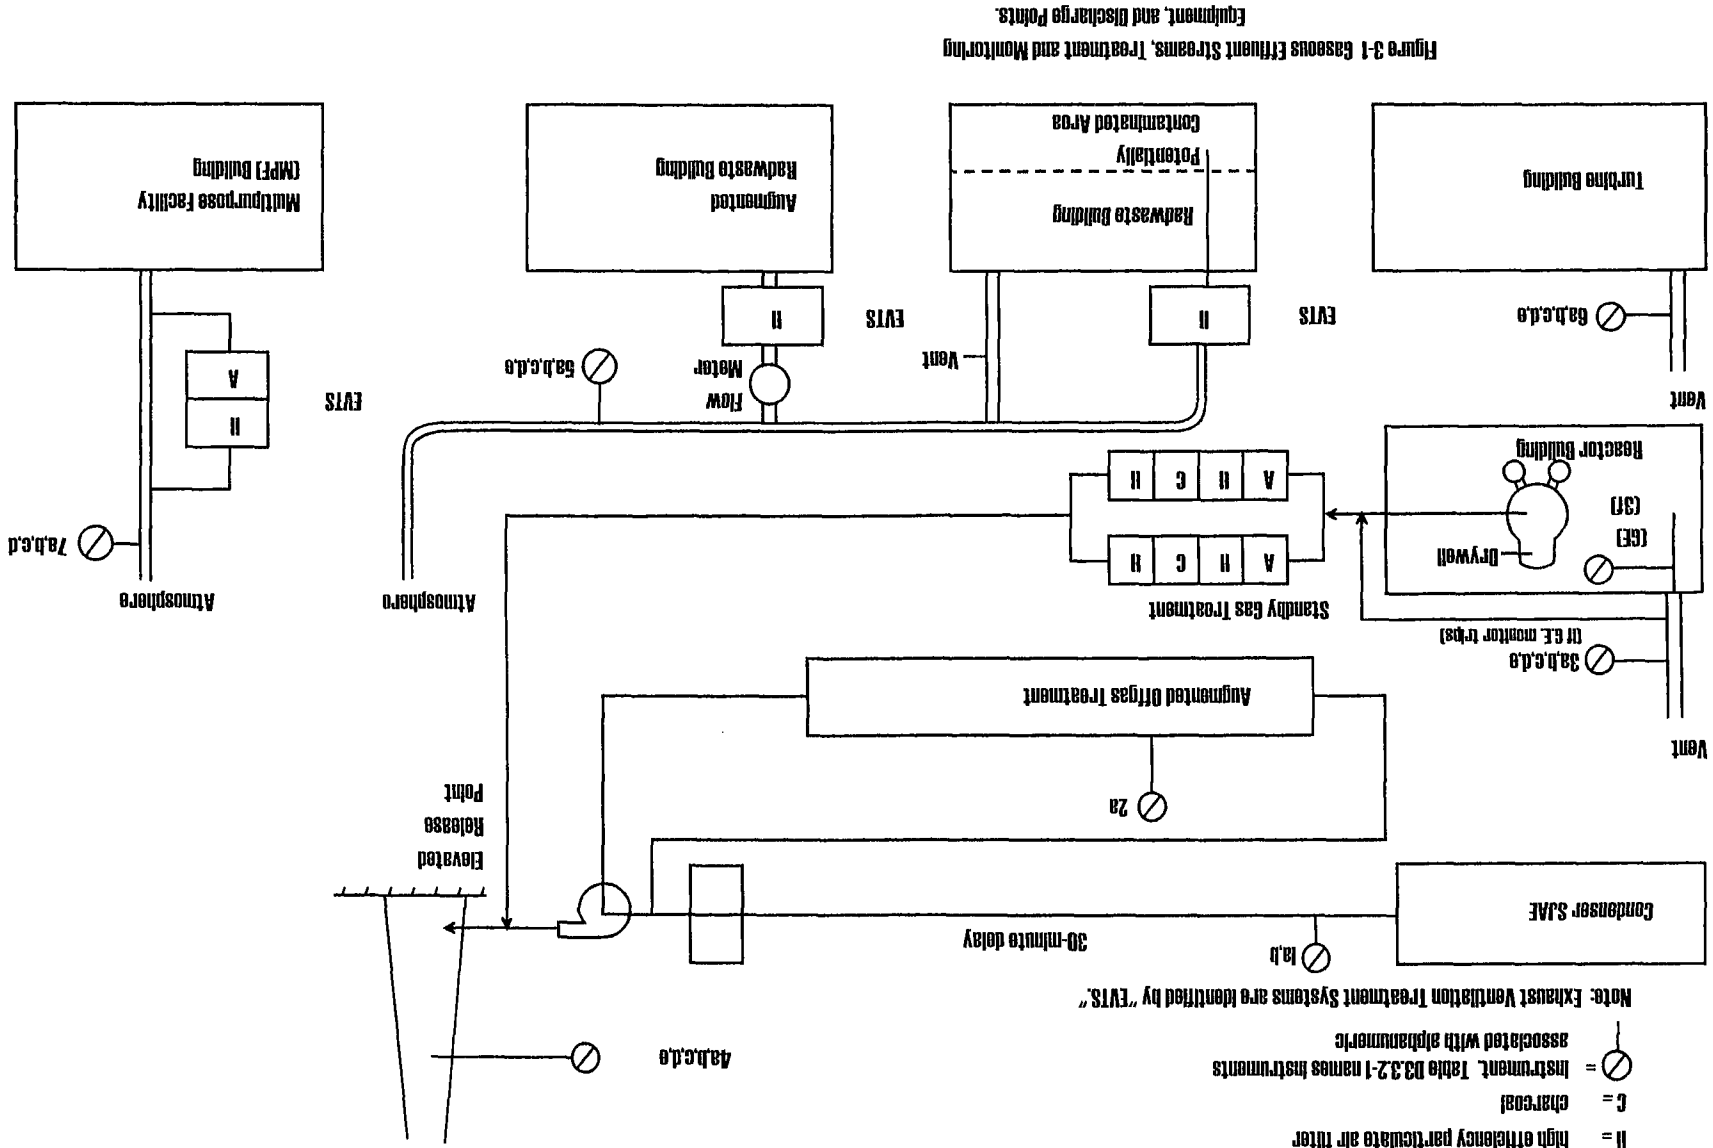 H = high efficiency particulate air filter
C = charcoal
= Instrument. Table D3.3.2-1 names instruments
associated with alphanumeric
Note: Exhaust Ventilation Treatment Systems are identified by "EVTS."
4a,b,c,d,e
1a,b
30-minute delay
Condenser SJAE
Elevated
Release
Point
2a
Augmented Offgas Treatment
Vent
3a,b,c,d,e
(If G.E. monitor trips)
Standby Gas Treatment
Drywell
(GE)
(3f)
Reactor Building
A H C H
A H C H
Atmosphere
Atmosphere
7a,b,c,d
Vent
6a,b,c,d,e
Turbine Building
EVTS
H
Vent
Radwaste Building
Potentially
Contaminated Area
Flow
Meter
5a,b,c,d,e
EVTS
H
Augmented
Radwaste Building
EVTS
H
A
Multipurpose Facility
(MPF) Building
Figure 3-1 Gaseous Effluent Streams, Treatment and Monitoring
Equipment, and Discharge Points.